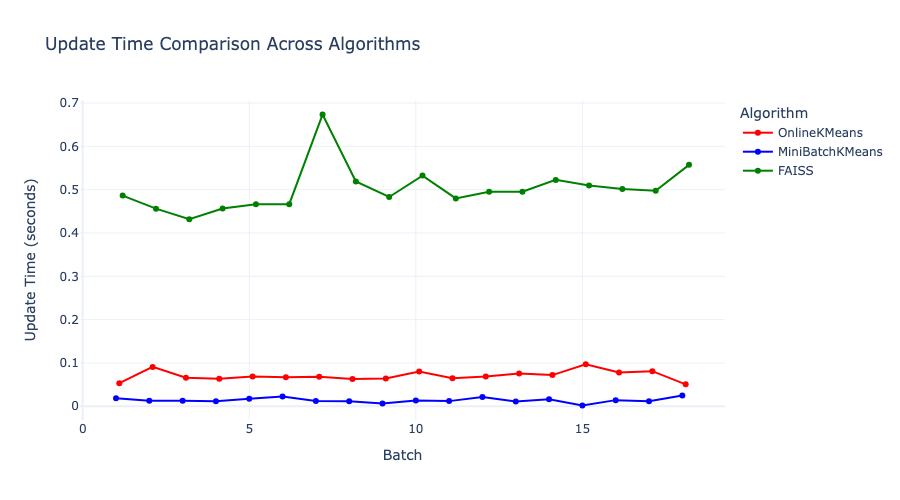 Update Time Comparison Across Algorithms
Update Time (seconds)
0.7
0.6
0.5
0.4
0.3
0.2
0.1
0
0
5
10
15
Batch
Algorithm
OnlineKMeans
MiniBatchKMeans
FAISS